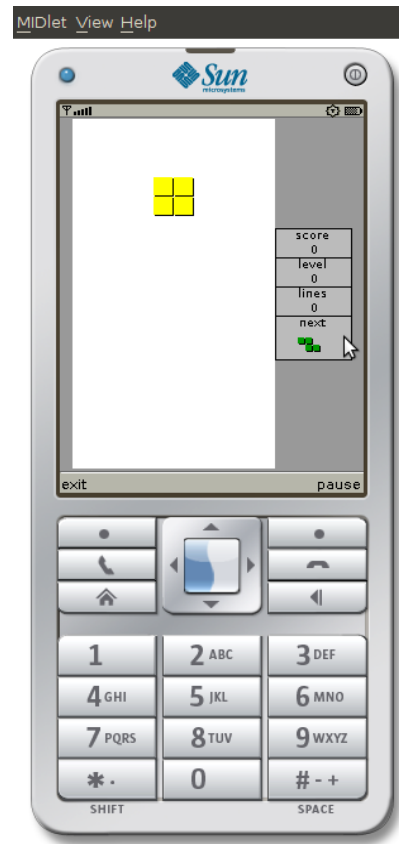 MIDlet View Help
Sun
microsystems
score
0
level
0
lines
0
next
exit pause
1 2 ABC 3 DEF
4 GHI 5 JKL 6 MNO
7 PQRS 8 TUV 9 WXYZ
* . 0 # - +
SHIFT SPACE